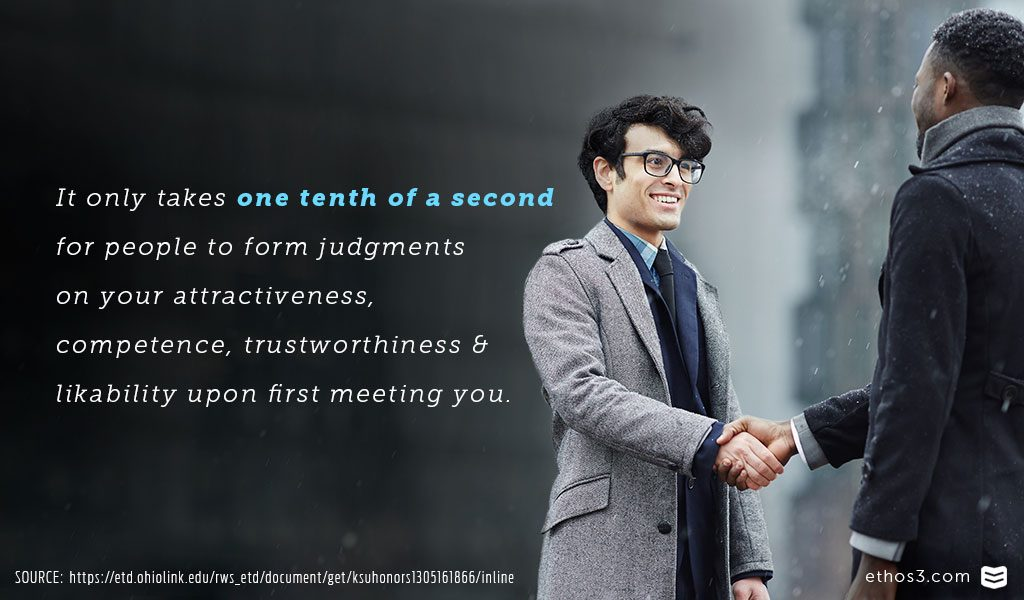 It only takes one tenth of a second
for people to form judgments
on your attractiveness,
competence, trustworthiness &
likability upon first meeting you.
SOURCE: https://etd.ohiolink.edu/rws_etd/document/get/ksuhonors1305161866/inline
ethos3.com